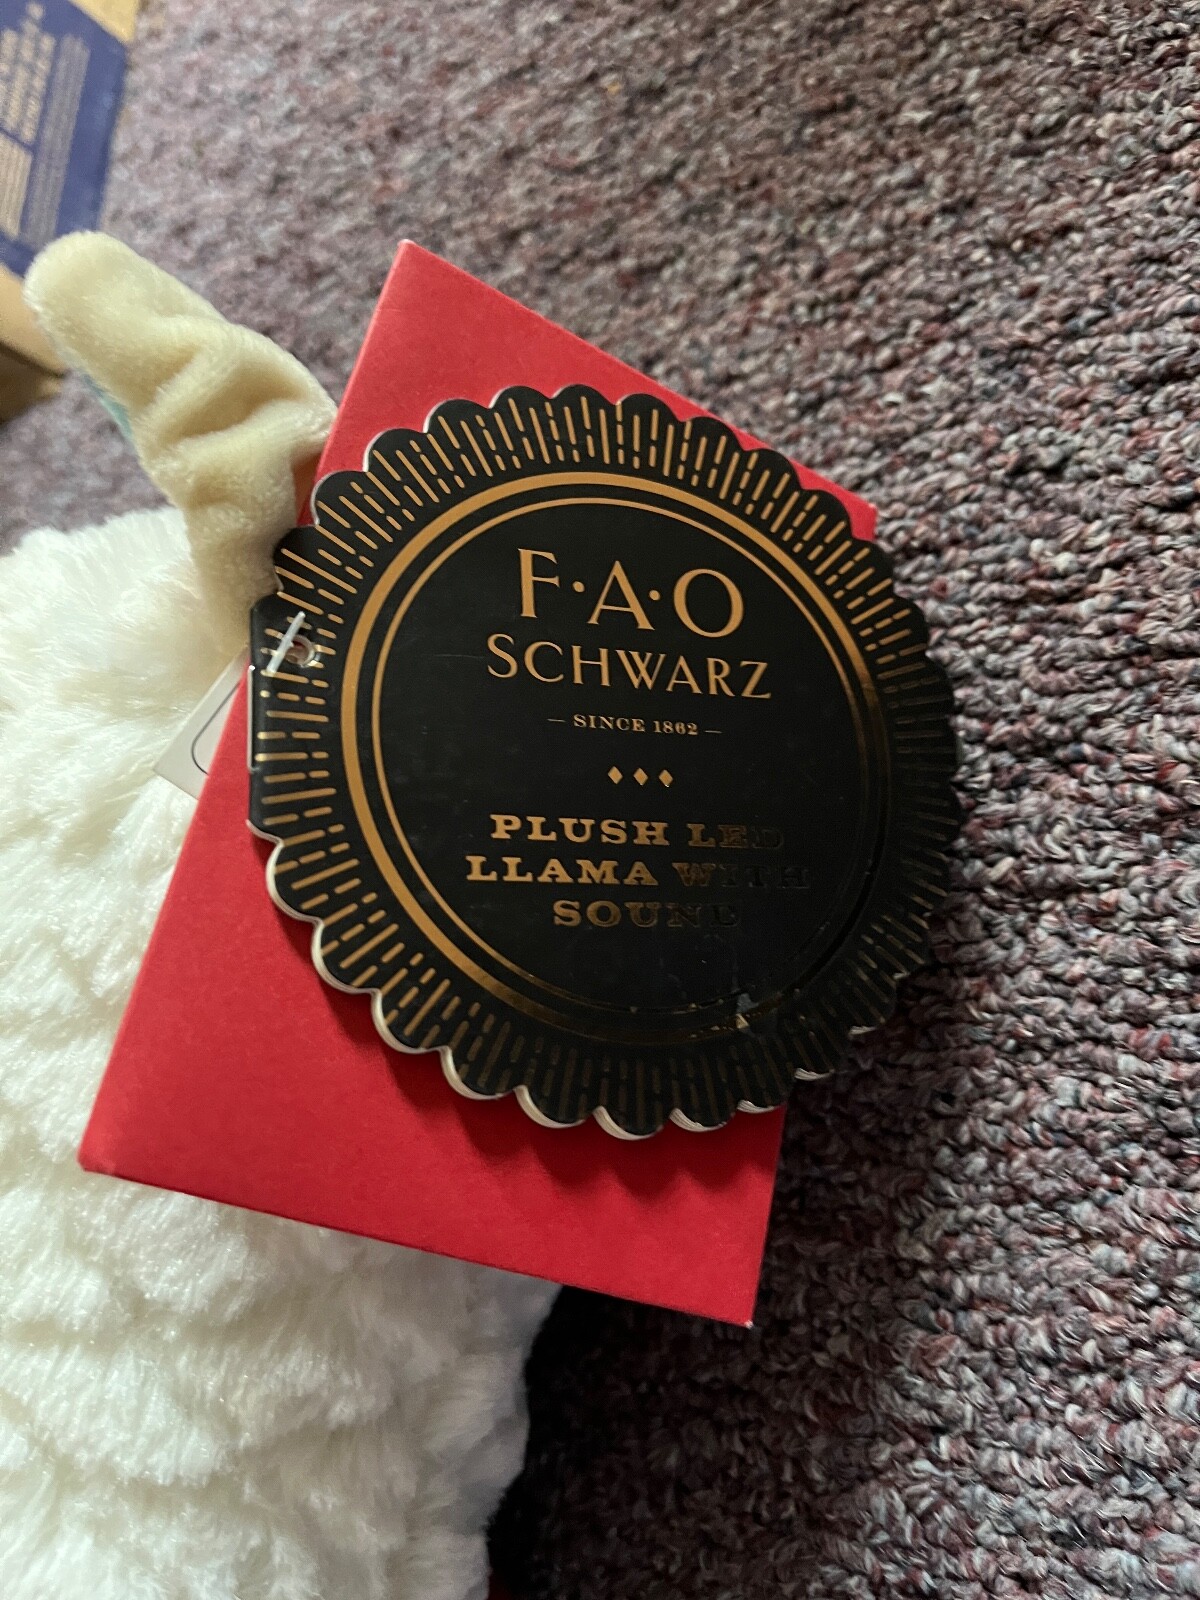 F·A·O
SCHWARZ
— SINCE 1862 —
PLUSH LED
LLAMA WITH
SOUND